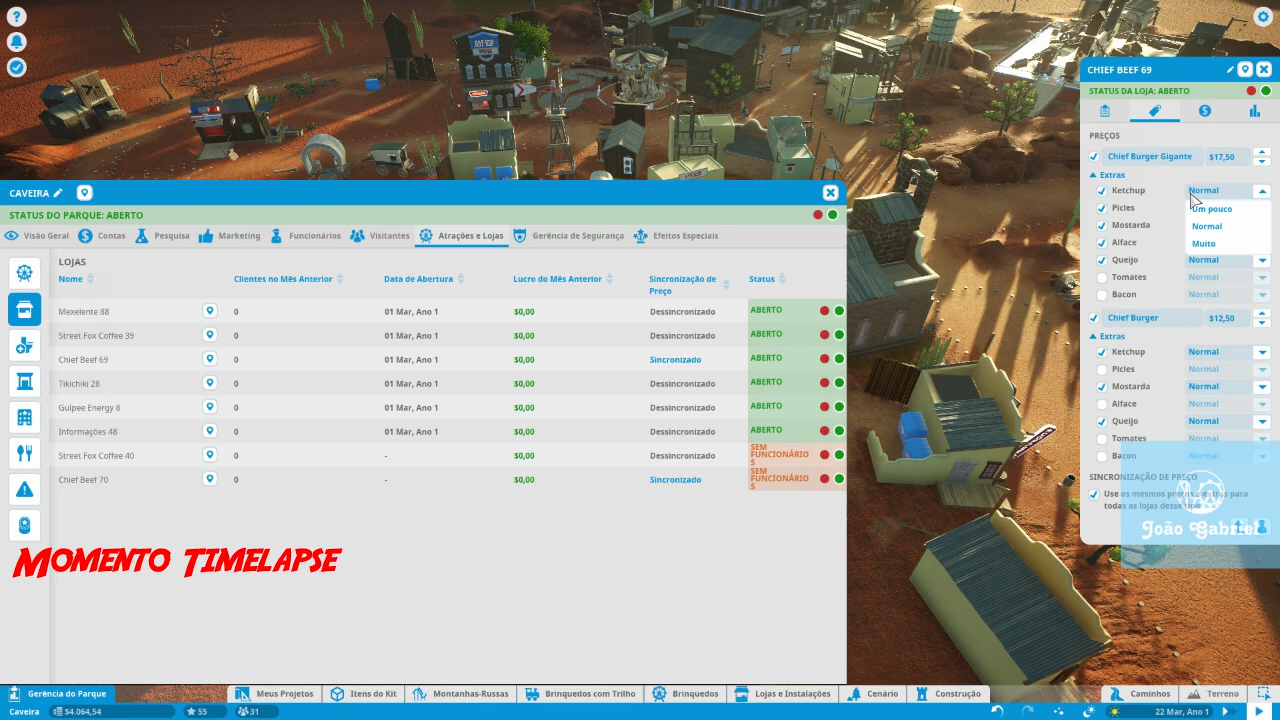 CHIEF BEEF 69
STATUS DA LOJA: ABERTO
PREÇOS
Chief Burger Gigante $17,50
Extras
Ketchup Normal
Um pouco
Normal
Muito
Picles
Mostarda
Alface
Queijo Normal
Tomates Normal
Bacon Normal
Chief Burger $12,50
Extras
Ketchup Normal
Picles Normal
Mostarda Normal
Alface Normal
Queijo Normal
Tomates Normal
Bacon Normal
SINCRONIZAÇÃO DE PREÇO
Use os mesmos preços e extras para
todas as lojas desse tipo
João Gabriel
CAVEIRA
STATUS DO PARQUE: ABERTO
Visão Geral Contas Pesquisa Marketing Funcionários Visitantes Atrações e Lojas Gerência de Segurança Efeitos Especiais
LOJAS
Nome Clientes no Mês Anterior Data de Abertura Lucro do Mês Anterior Sincronização de Preço Status
Mexelente 88 0 01 Mar, Ano 1 $0,00 Dessincronizado ABERTO
Street Fox Coffee 39 0 01 Mar, Ano 1 $0,00 Dessincronizado ABERTO
Chief Beef 69 0 01 Mar, Ano 1 $0,00 Sincronizado ABERTO
Tikichiki 28 0 01 Mar, Ano 1 $0,00 Dessincronizado ABERTO
Gulpee Energy 8 0 01 Mar, Ano 1 $0,00 Dessincronizado ABERTO
Informações 48 0 01 Mar, Ano 1 $0,00 Dessincronizado ABERTO
Street Fox Coffee 40 0 - $0,00 Dessincronizado SEM FUNCIONÁRIOS
Chief Beef 70 0 - $0,00 Sincronizado SEM FUNCIONÁRIOS
Momento Timelapse
Gerência do Parque Meus Projetos Itens do Kit Montanhas-Russas Brinquedos com Trilho Brinquedos Lojas e Instalações Cenário Construção Caminhos Terreno
Caveira $4.064,54 55 31 22 Mar, Ano 1